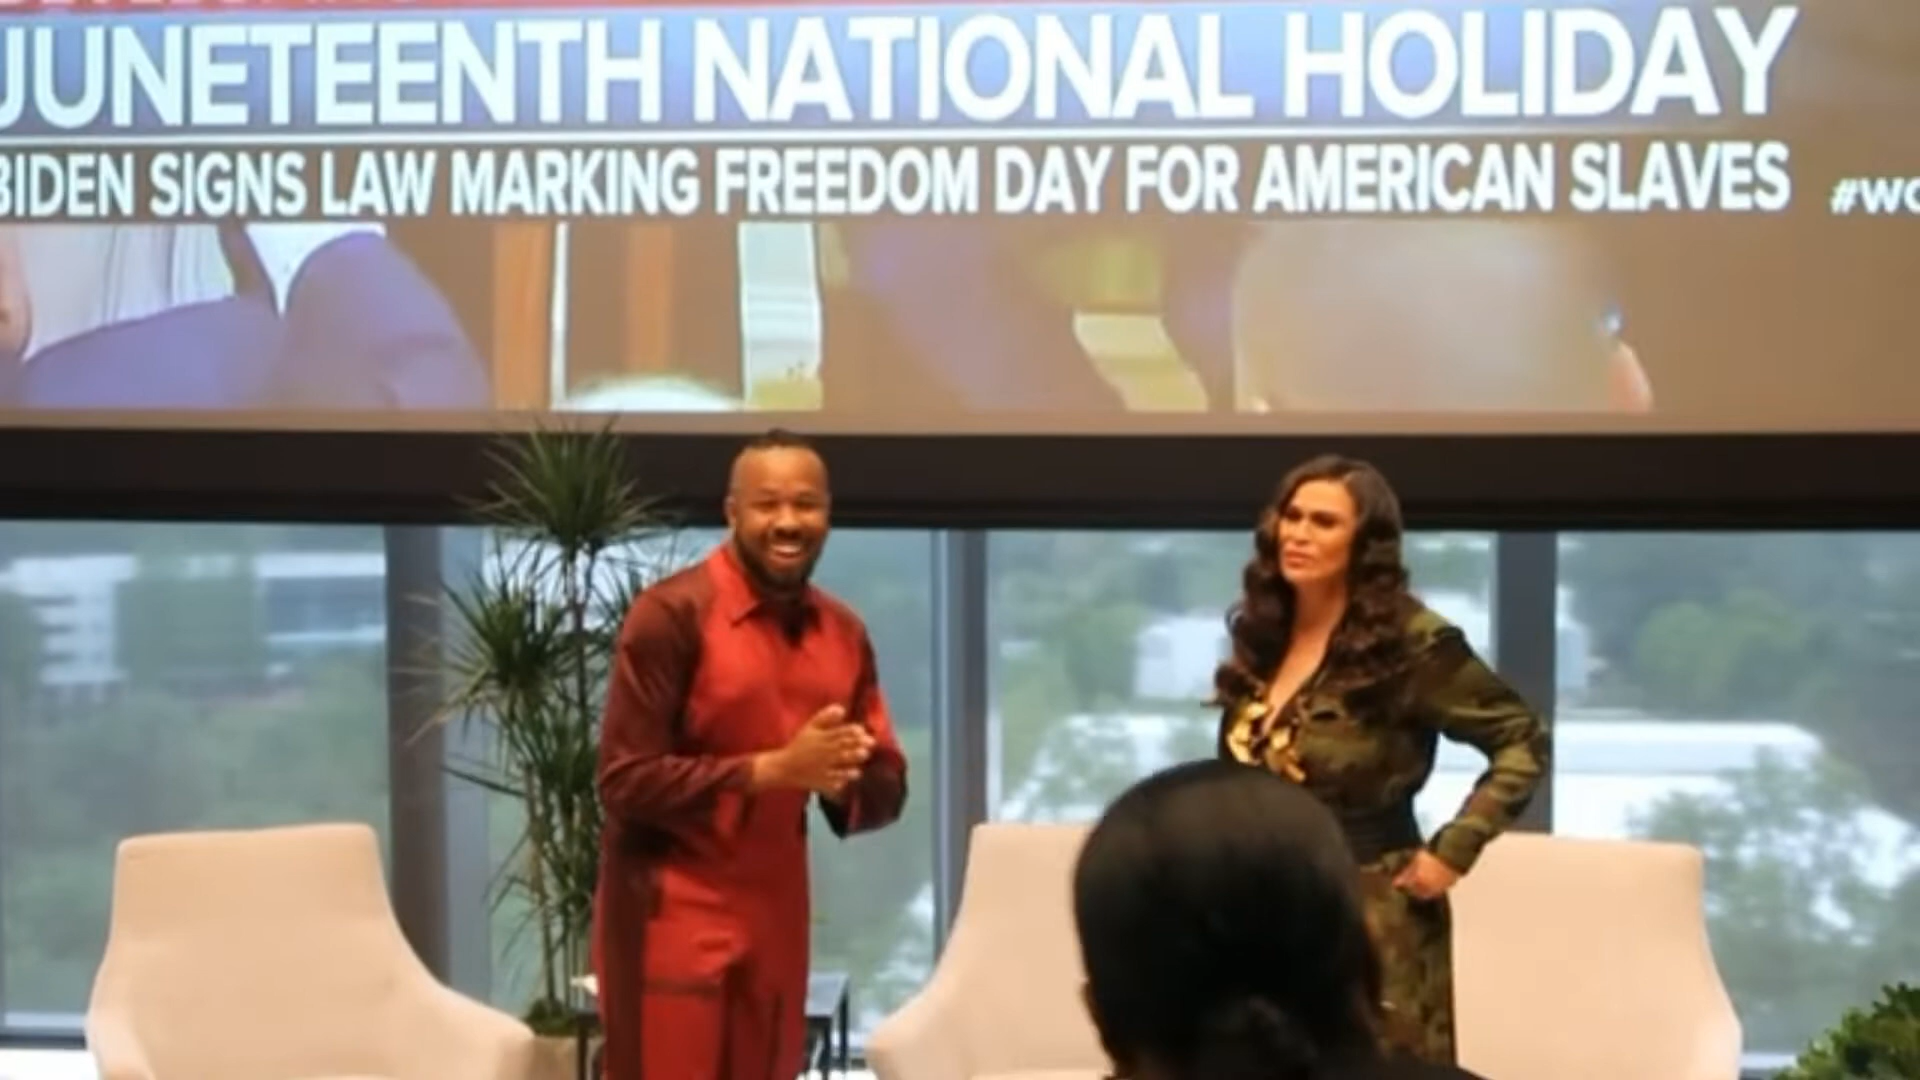 JUNETEENTH NATIONAL HOLIDAY
BIDEN SIGNS LAW MARKING FREEDOM DAY FOR AMERICAN SLAVES